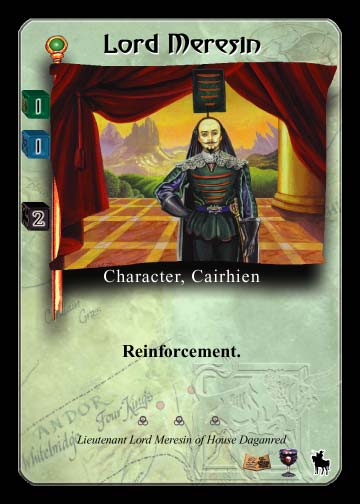 Lord Meresin
1
1
2
Character, Cairhien
Reinforcement.
ANDOR
Four Kings
Whitebridge
Lieutenant Lord Meresin of House Daganred